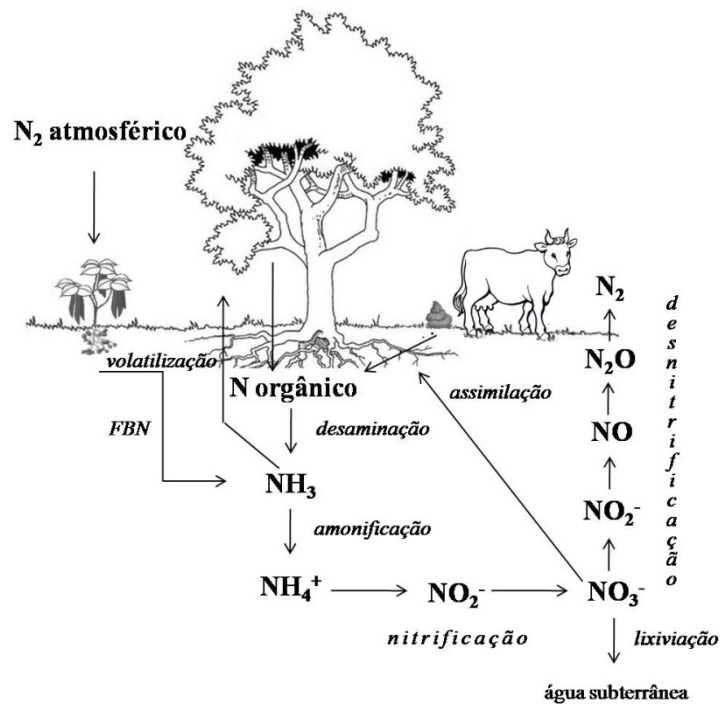 N₂ atmosférico
N₂
N₂O
NO
NO₂⁻
desnitrificação
volatilização
assimilação
N orgânico
FBN
desaminação
NH₃
amonificação
NH₄⁺
NO₂⁻
NO₃⁻
nitrificação
lixiviação
água subterrânea